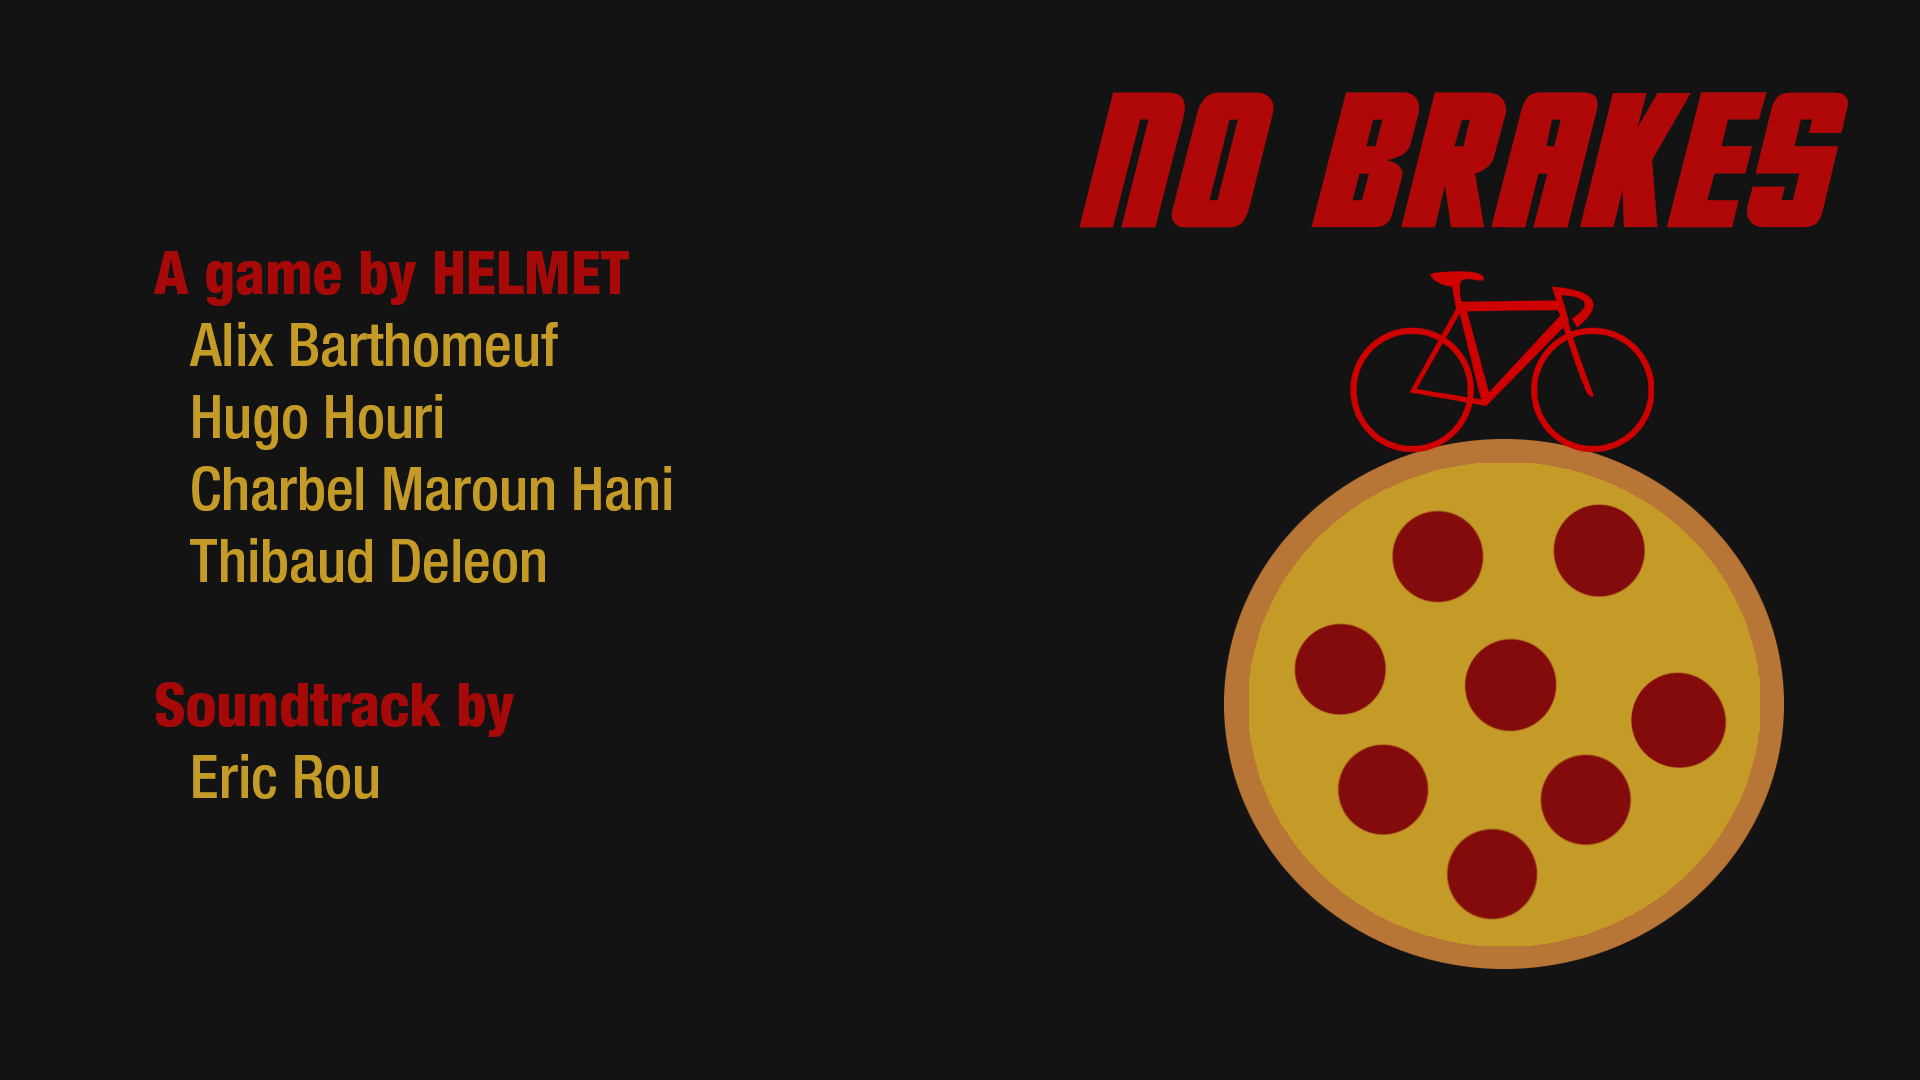 NO BRAKES
A game by HELMET
Alix Barthomeuf
Hugo Houri
Charbel Maroun Hani
Thibaud Deleon
Soundtrack by
Eric Rou